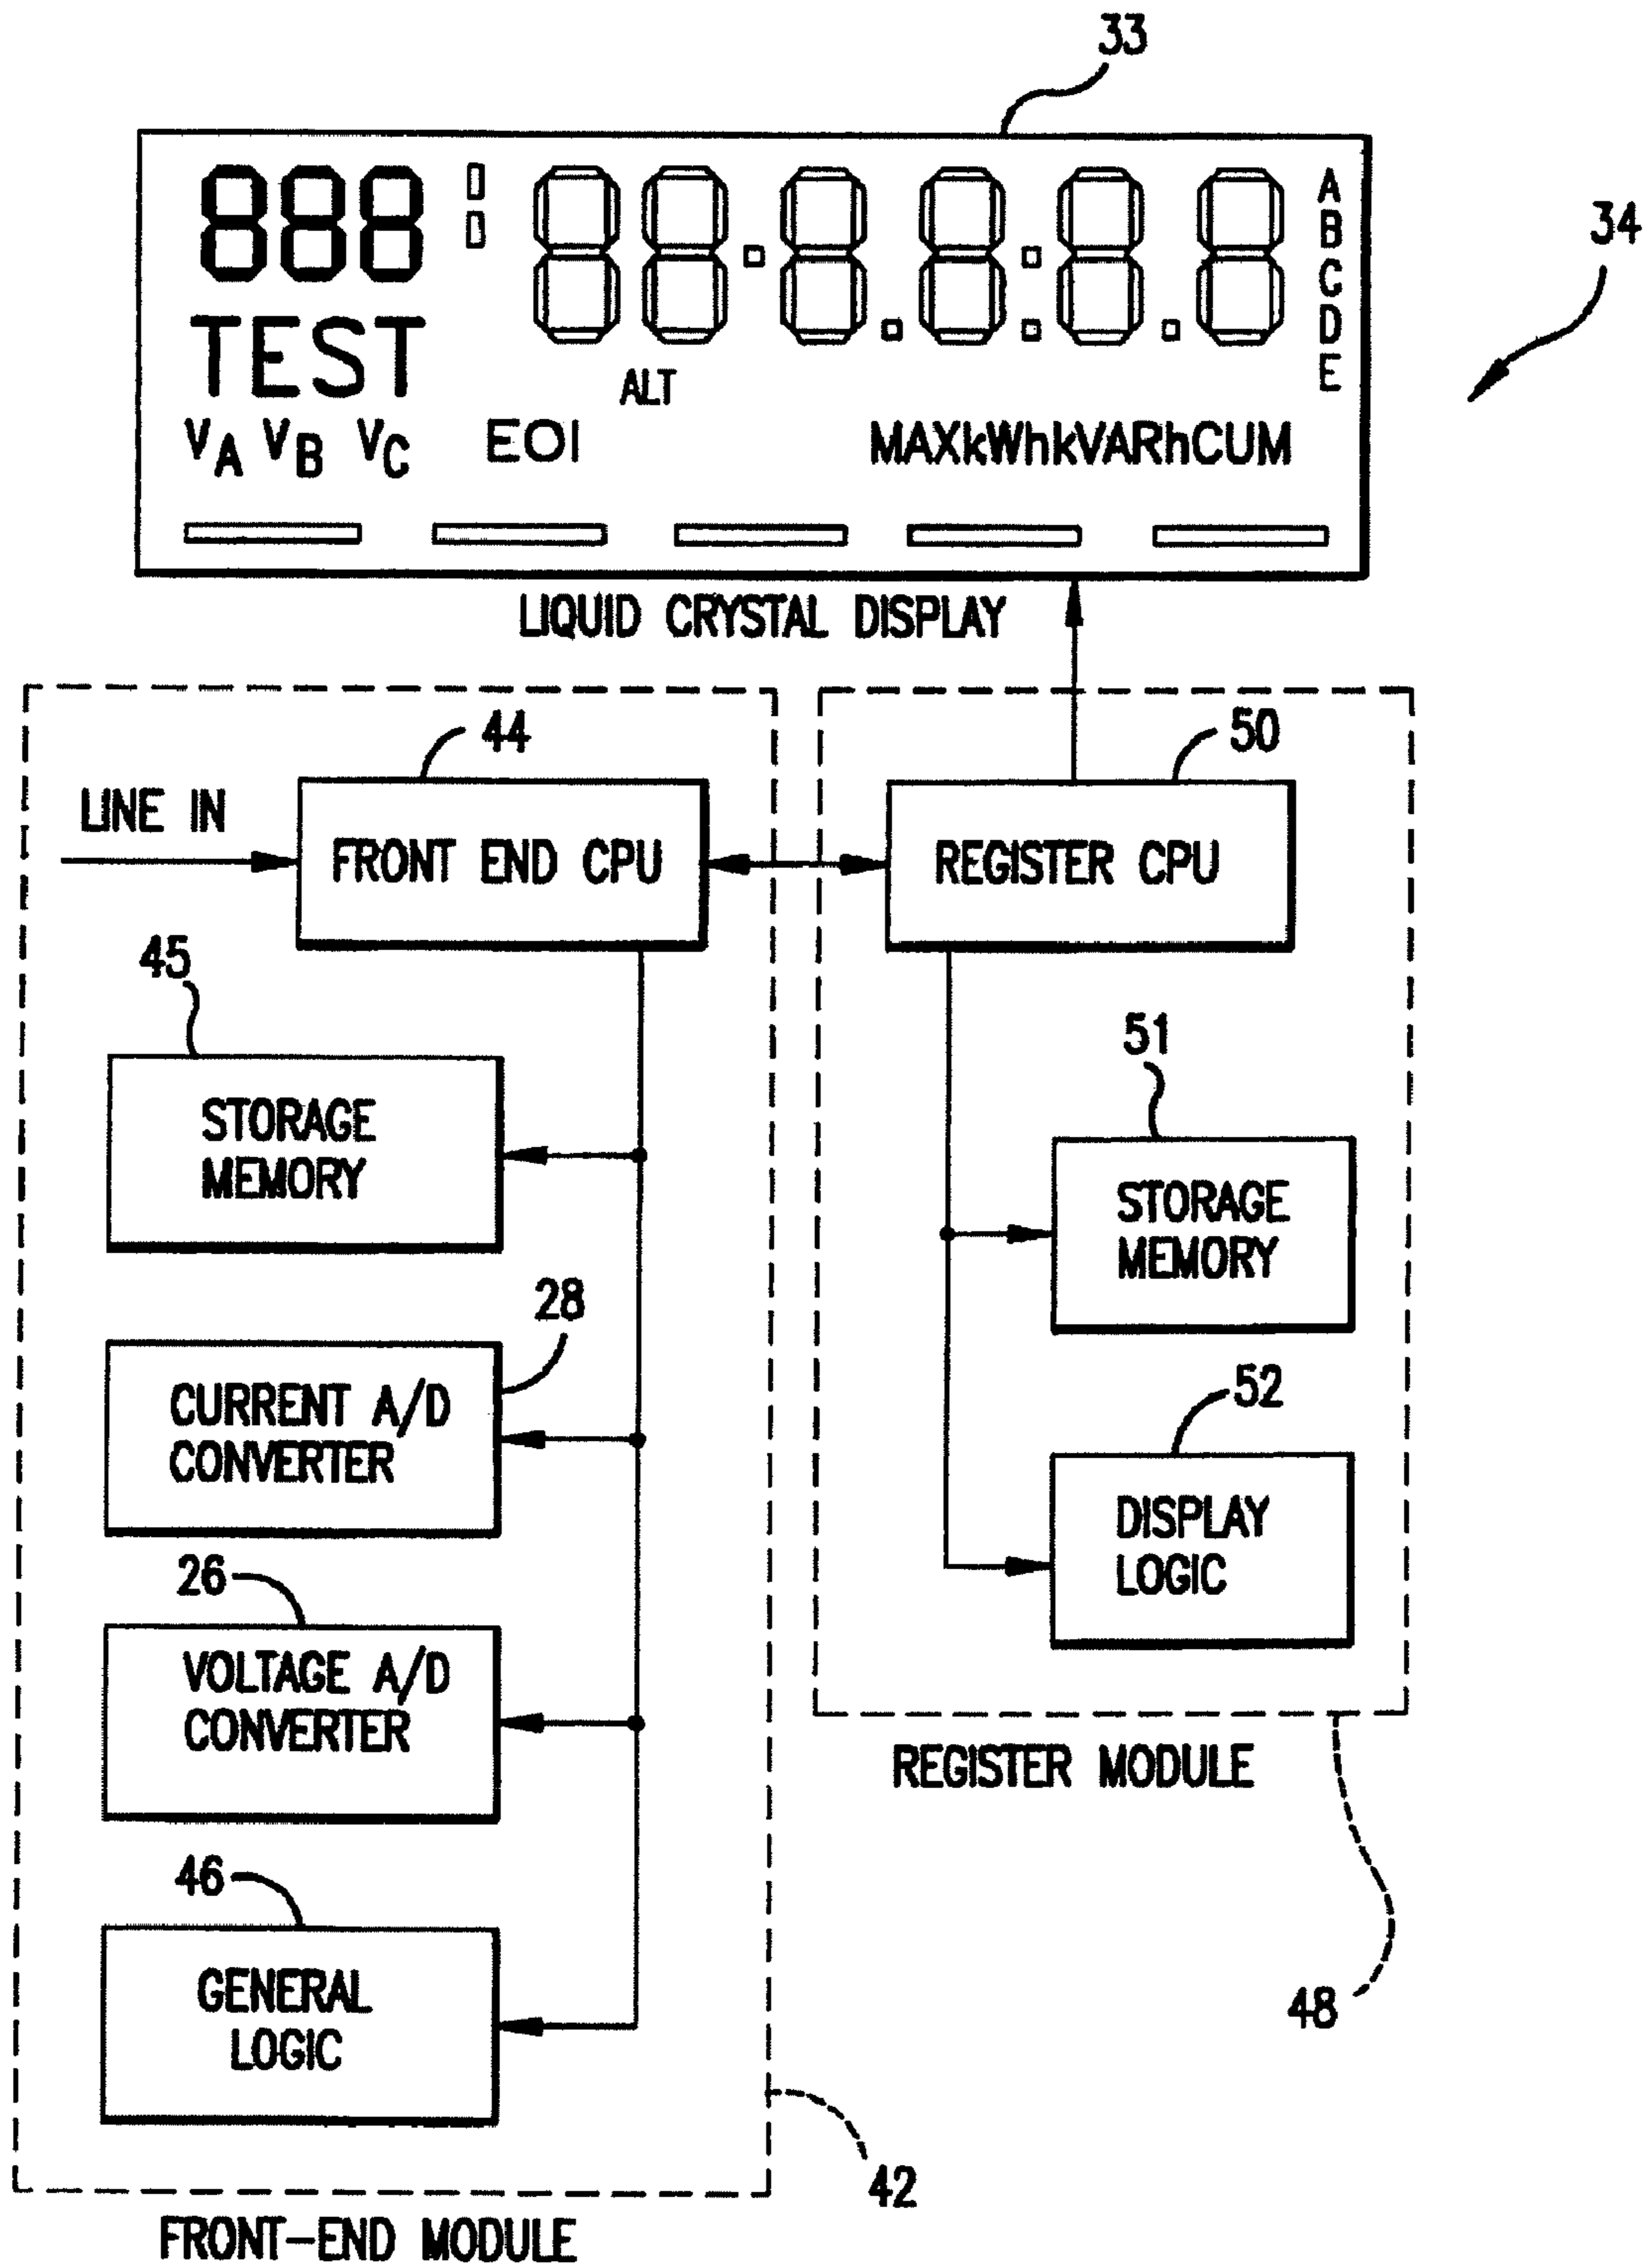 33
888 88.8.8:8.8
A
B
C
D
E
34
TEST
ALT
VA VB VC EOI MAXkWhkVARhCUM
LIQUID CRYSTAL DISPLAY
44
50
LINE IN
FRONT END CPU
REGISTER CPU
45
51
STORAGE
MEMORY
STORAGE
MEMORY
28
52
CURRENT A/D
CONVERTER
DISPLAY
LOGIC
26
VOLTAGE A/D
CONVERTER
REGISTER MODULE
46
GENERAL
LOGIC
48
42
FRONT-END MODULE